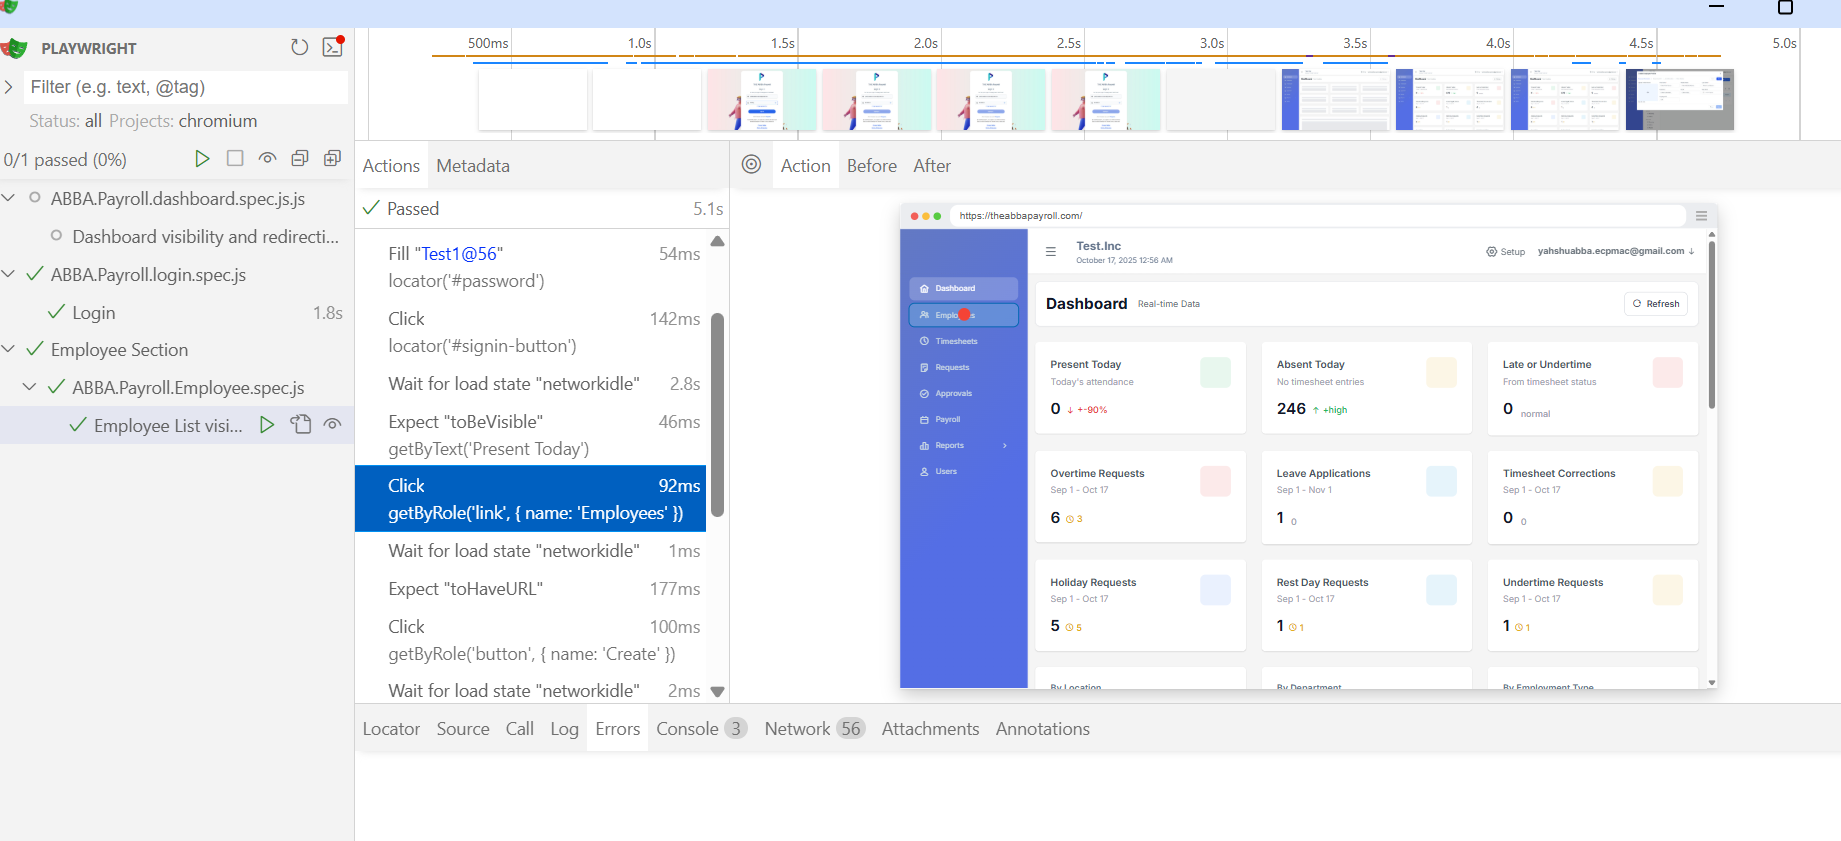 PLAYWRIGHT
Filter (e.g. text, @tag)
Status: all Projects: chromium
0/1 passed (0%)
ABBA.Payroll.dashboard.spec.js.js
Dashboard visibility and redirecti...
ABBA.Payroll.login.spec.js
Login 1.8s
Employee Section
ABBA.Payroll.Employee.spec.js
Employee List visi...
500ms 1.0s 1.5s 2.0s 2.5s 3.0s 3.5s 4.0s 4.5s 5.0s
Actions Metadata
Passed 5.1s
Fill "Test1@56" 54ms
locator('#password')
Click 142ms
locator('#signin-button')
Wait for load state "networkidle" 2.8s
Expect "toBeVisible" 46ms
getByText('Present Today')
Click 92ms
getByRole('link', { name: 'Employees' })
Wait for load state "networkidle" 1ms
Expect "toHaveURL" 177ms
Click 100ms
getByRole('button', { name: 'Create' })
Wait for load state "networkidle" 2ms
Action Before After
https://theabbapayroll.com/
Test.Inc
October 17, 2025 12:56 AM
Setup yahshuabba.ecpmac@gmail.com ↓
Dashboard
Employees
Timesheets
Requests
Approvals
Payroll
Reports
Users
Dashboard Real-time Data Refresh
Present Today
Today's attendance
0 ↓ +-90%
Absent Today
No timesheet entries
246 ↑ +high
Late or Undertime
From timesheet status
0 normal
Overtime Requests
Sep 1 - Oct 17
6 3
Leave Applications
Sep 1 - Nov 1
1 0
Timesheet Corrections
Sep 1 - Oct 17
0 0
Holiday Requests
Sep 1 - Oct 17
5 5
Rest Day Requests
Sep 1 - Oct 17
1 1
Undertime Requests
Sep 1 - Oct 17
1 1
By Location
By Department
By Employment Type
Locator Source Call Log Errors Console 3 Network 56 Attachments Annotations